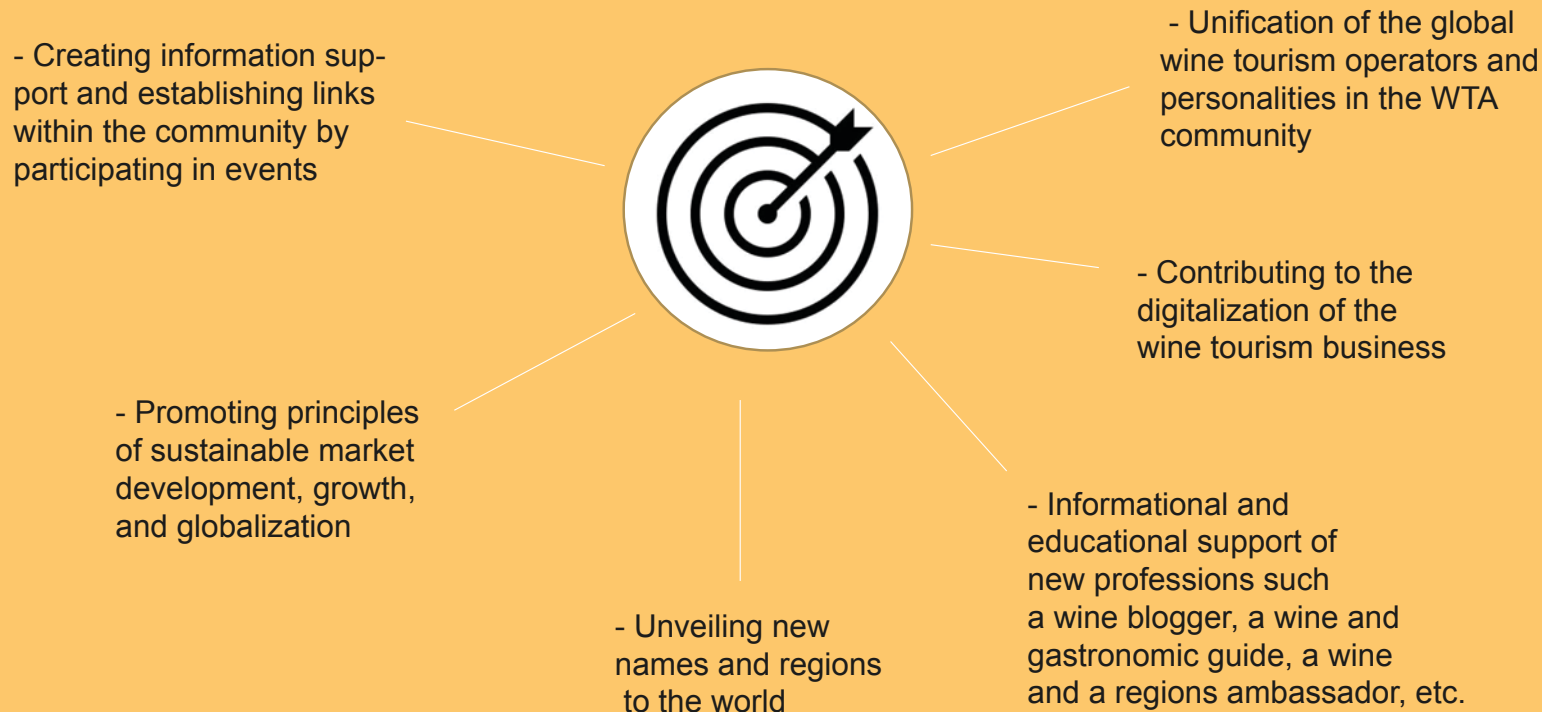 - Creating information sup-
port and establishing links
within the community by
participating in events
- Unification of the global
wine tourism operators and
personalities in the WTA
community
- Contributing to the
digitalization of the
wine tourism business
- Promoting principles
of sustainable market
development, growth,
and globalization
- Informational and
educational support of
new professions such
a wine blogger, a wine and
gastronomic guide, a wine
and a regions ambassador, etc.
- Unveiling new
names and regions
to the world